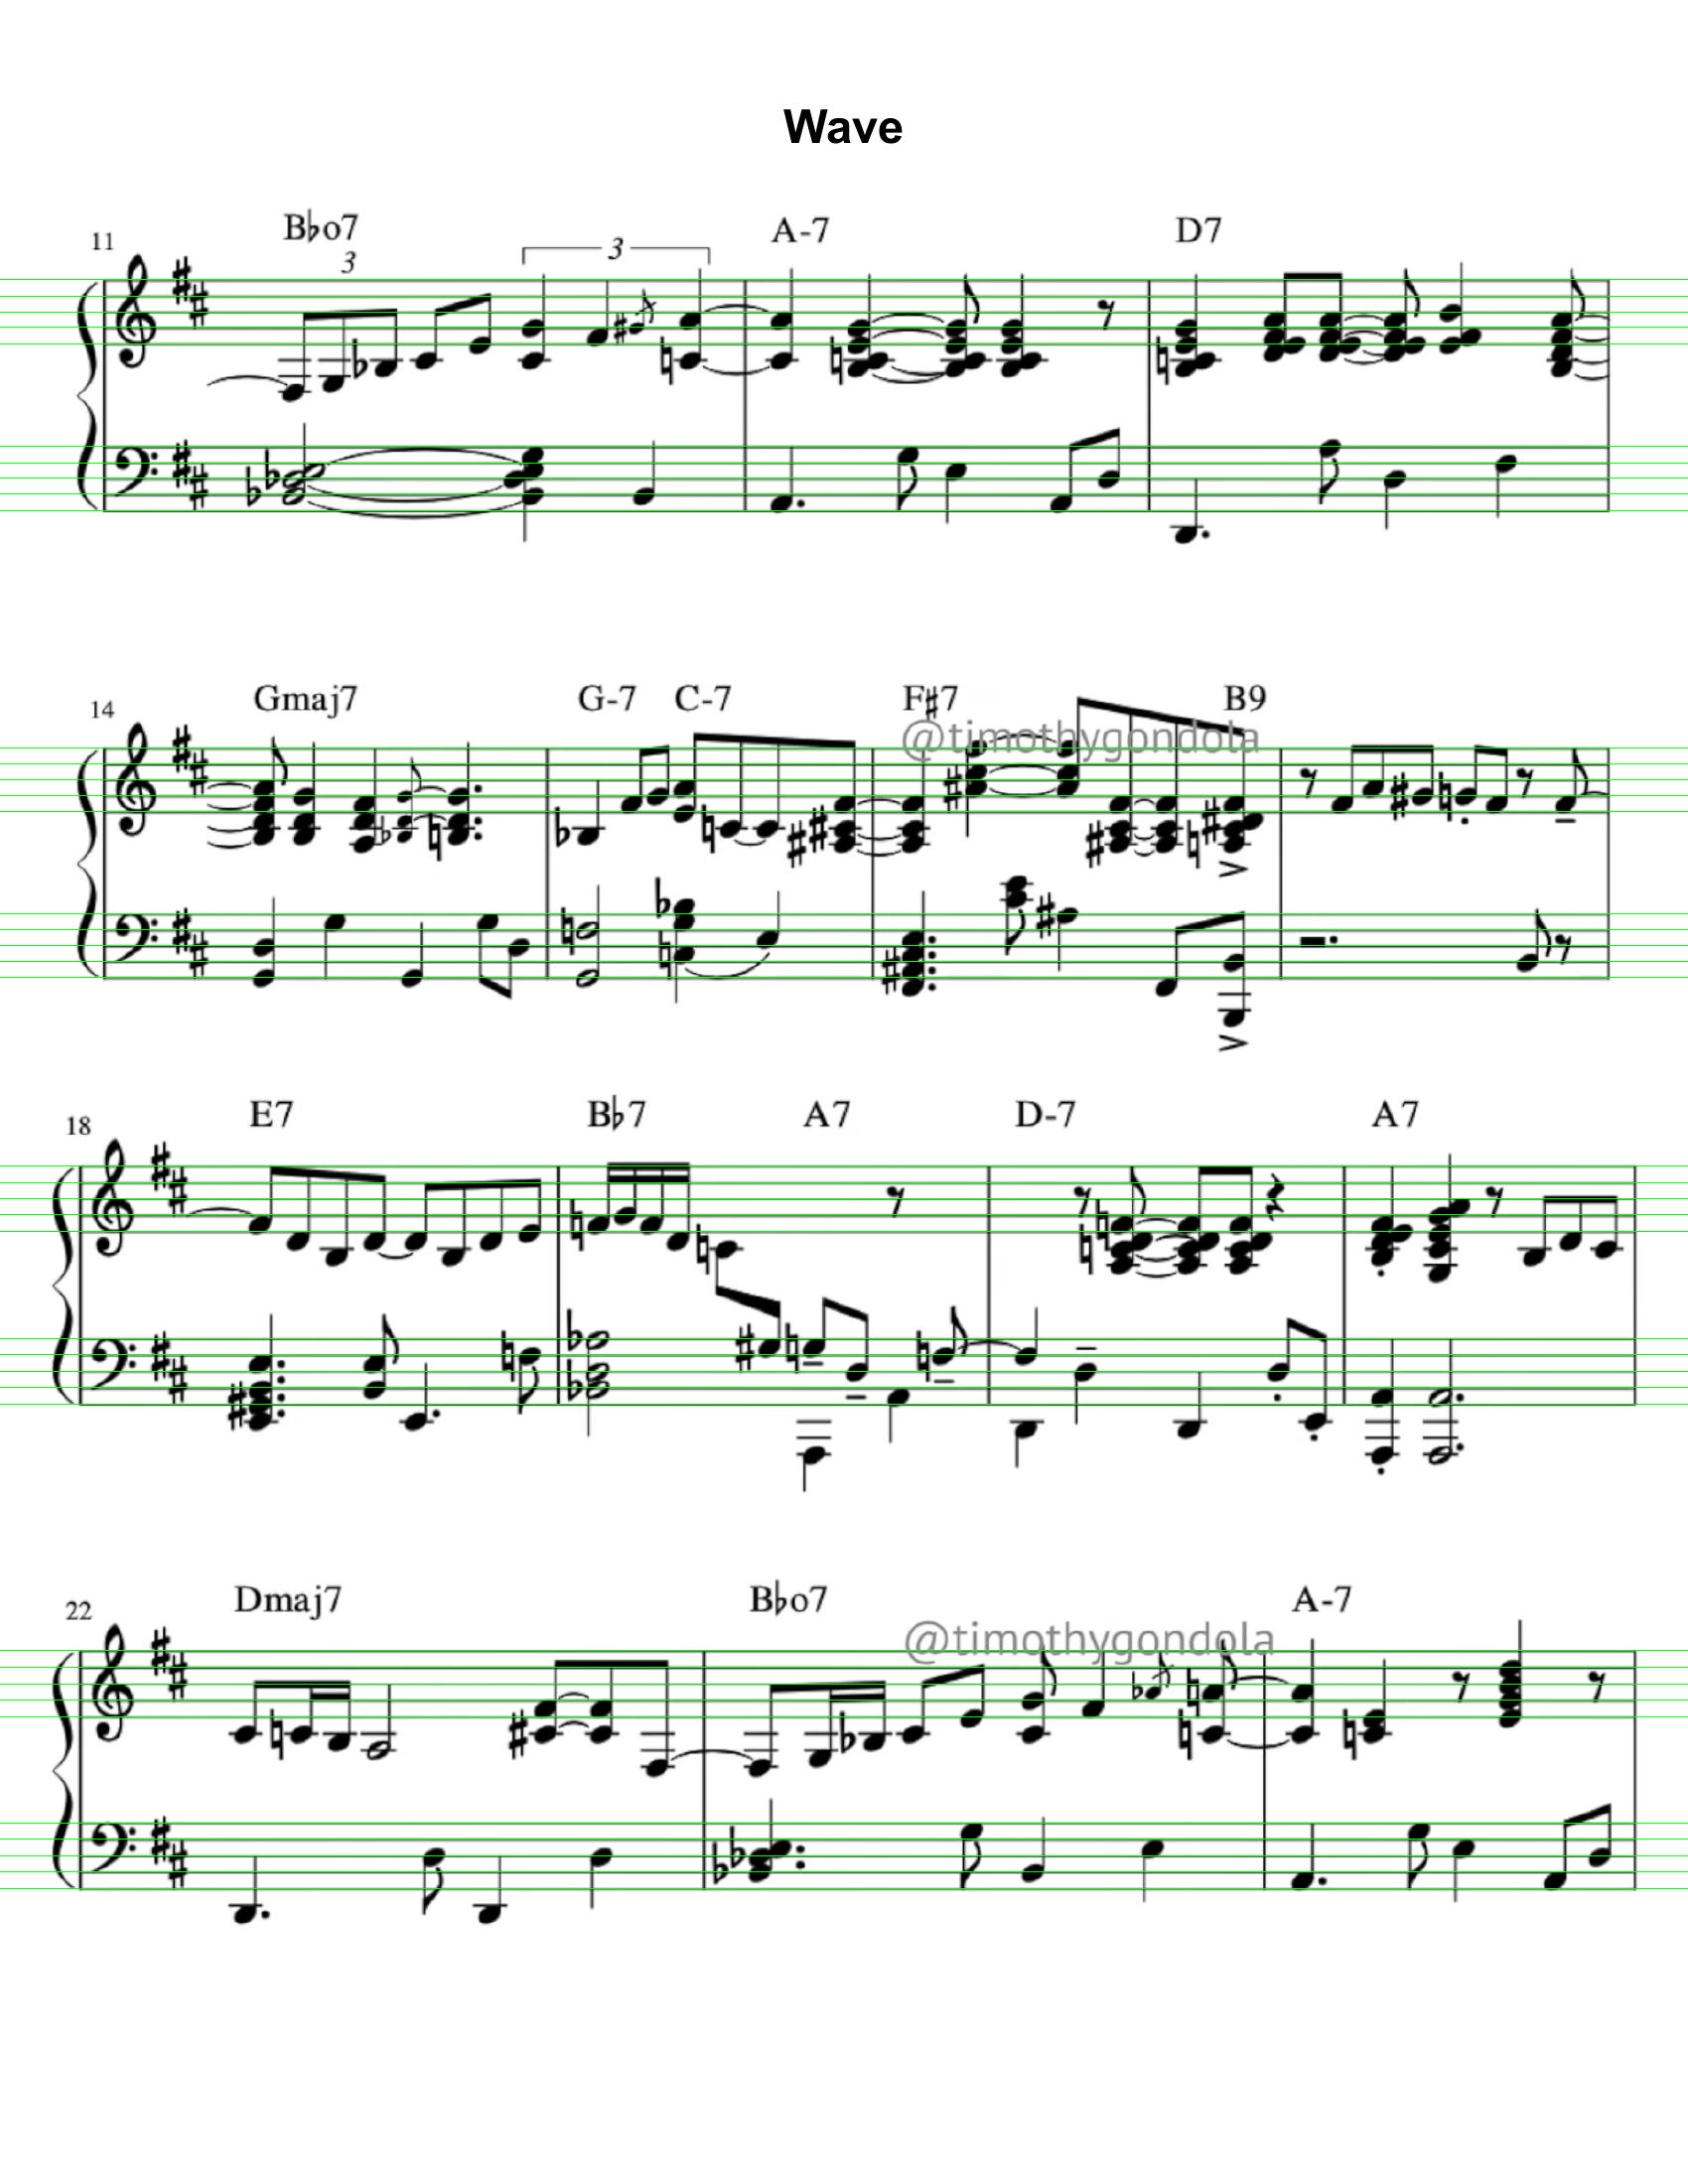 Wave
11 B♭o7 A-7 D7
3 3
14 Gmaj7 G-7 C-7 F#7 B9
@timothygondola
18 E7 B♭7 A7 D-7 A7
22 Dmaj7 B♭o7 A-7
@timothygondola